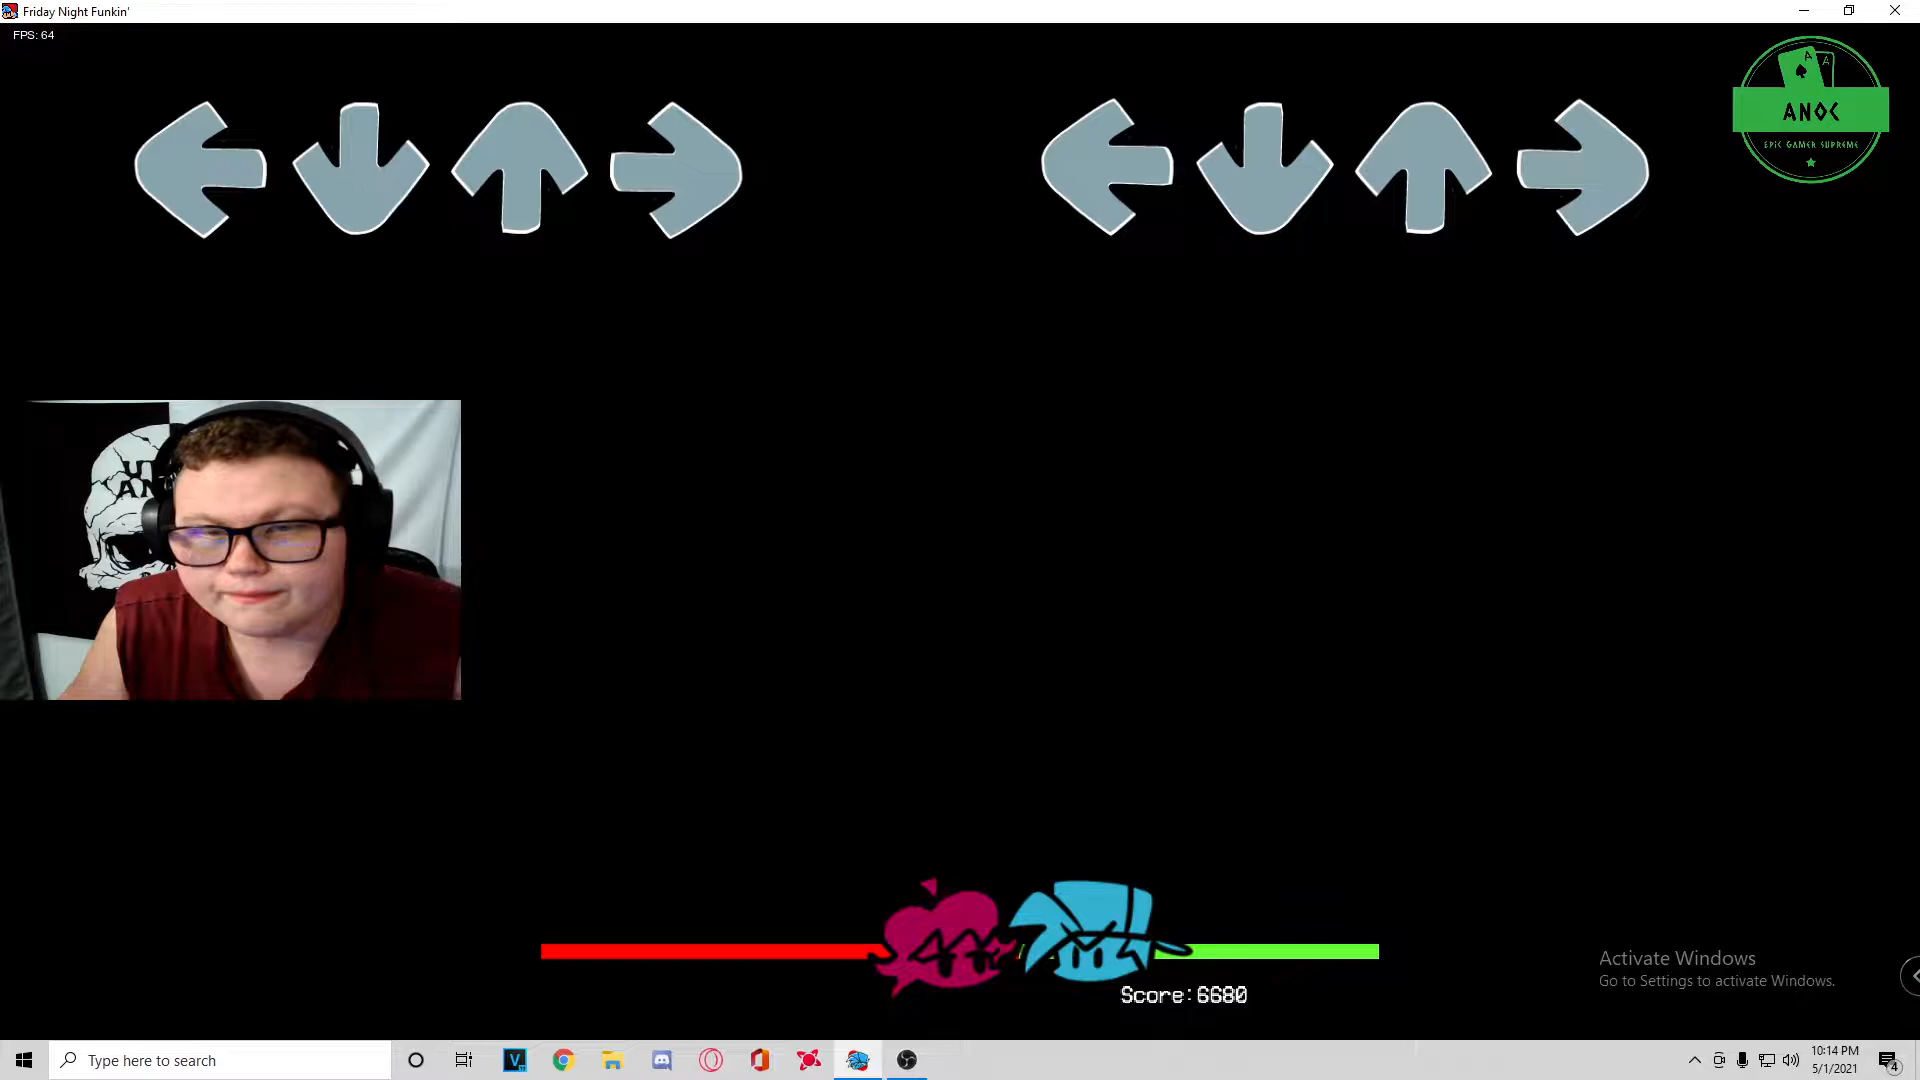 Friday Night Funkin'
FPS: 64
A A
ANOC
EPIC GAMER SUPREME
Score:6680
Activate Windows
Go to Settings to activate Windows.
Type here to search
10:14 PM
5/1/2021
4